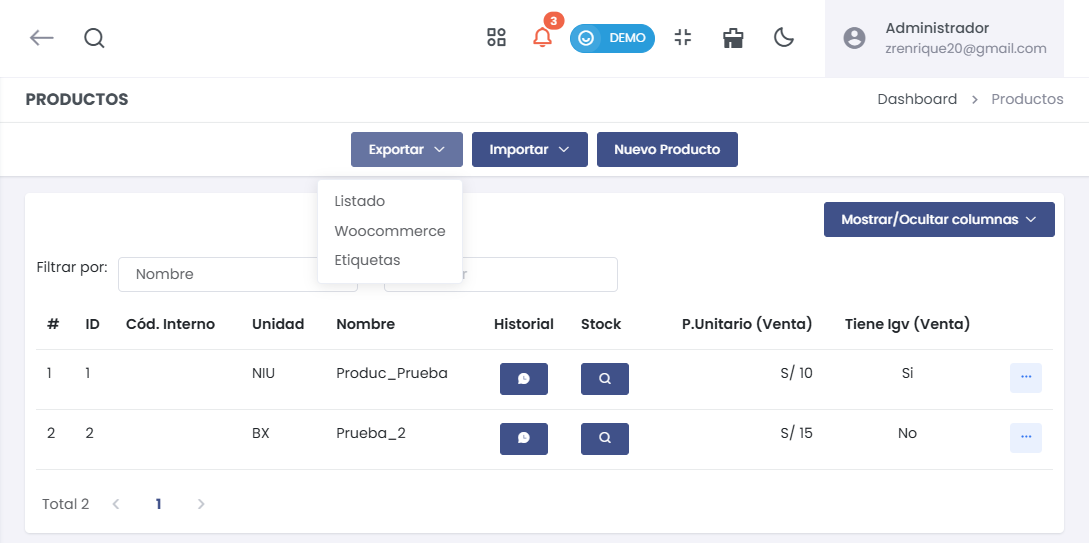 3
DEMO
Administrador
zrenrique20@gmail.com
PRODUCTOS
Dashboard > Productos
Exportar
Importar
Nuevo Producto
Listado
Woocommerce
Etiquetas
Mostrar/Ocultar columnas
Filtrar por:
Nombre
# ID Cód. Interno Unidad Nombre Historial Stock P.Unitario (Venta) Tiene Igv (Venta)
1 1 NIU Produc_Prueba S/ 10 Si ...
2 2 BX Prueba_2 S/ 15 No ...
Total 2 < 1 >